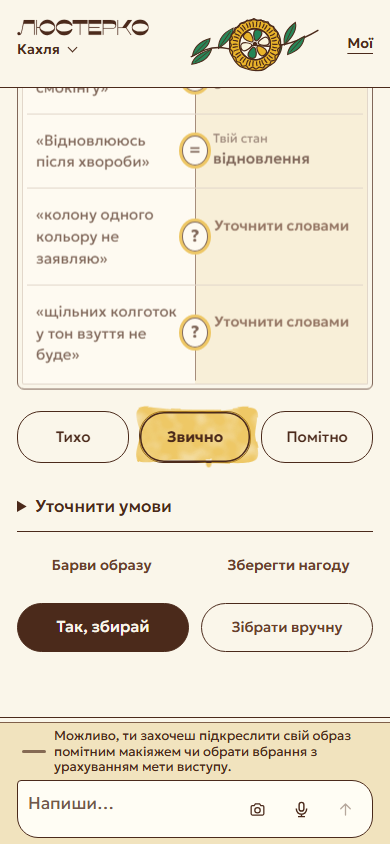 ЛЮСТЕРКО
Кахля
Мої
смокінгу»
«Відновлююсь
після хвороби»
=
Твій стан
відновлення
«колону одного
кольору не
заявляю»
?
Уточнити словами
«щільних колготок
у тон взуття не
буде»
?
Уточнити словами
Тихо
Звично
Помітно
Уточнити умови
Барви образу
Зберегти нагоду
Так, збирай
Зібрати вручну
Можливо, ти захочеш підкреслити свій образ
помітним макіяжем чи обрати вбрання з
урахуванням мети виступу.
Напиши...